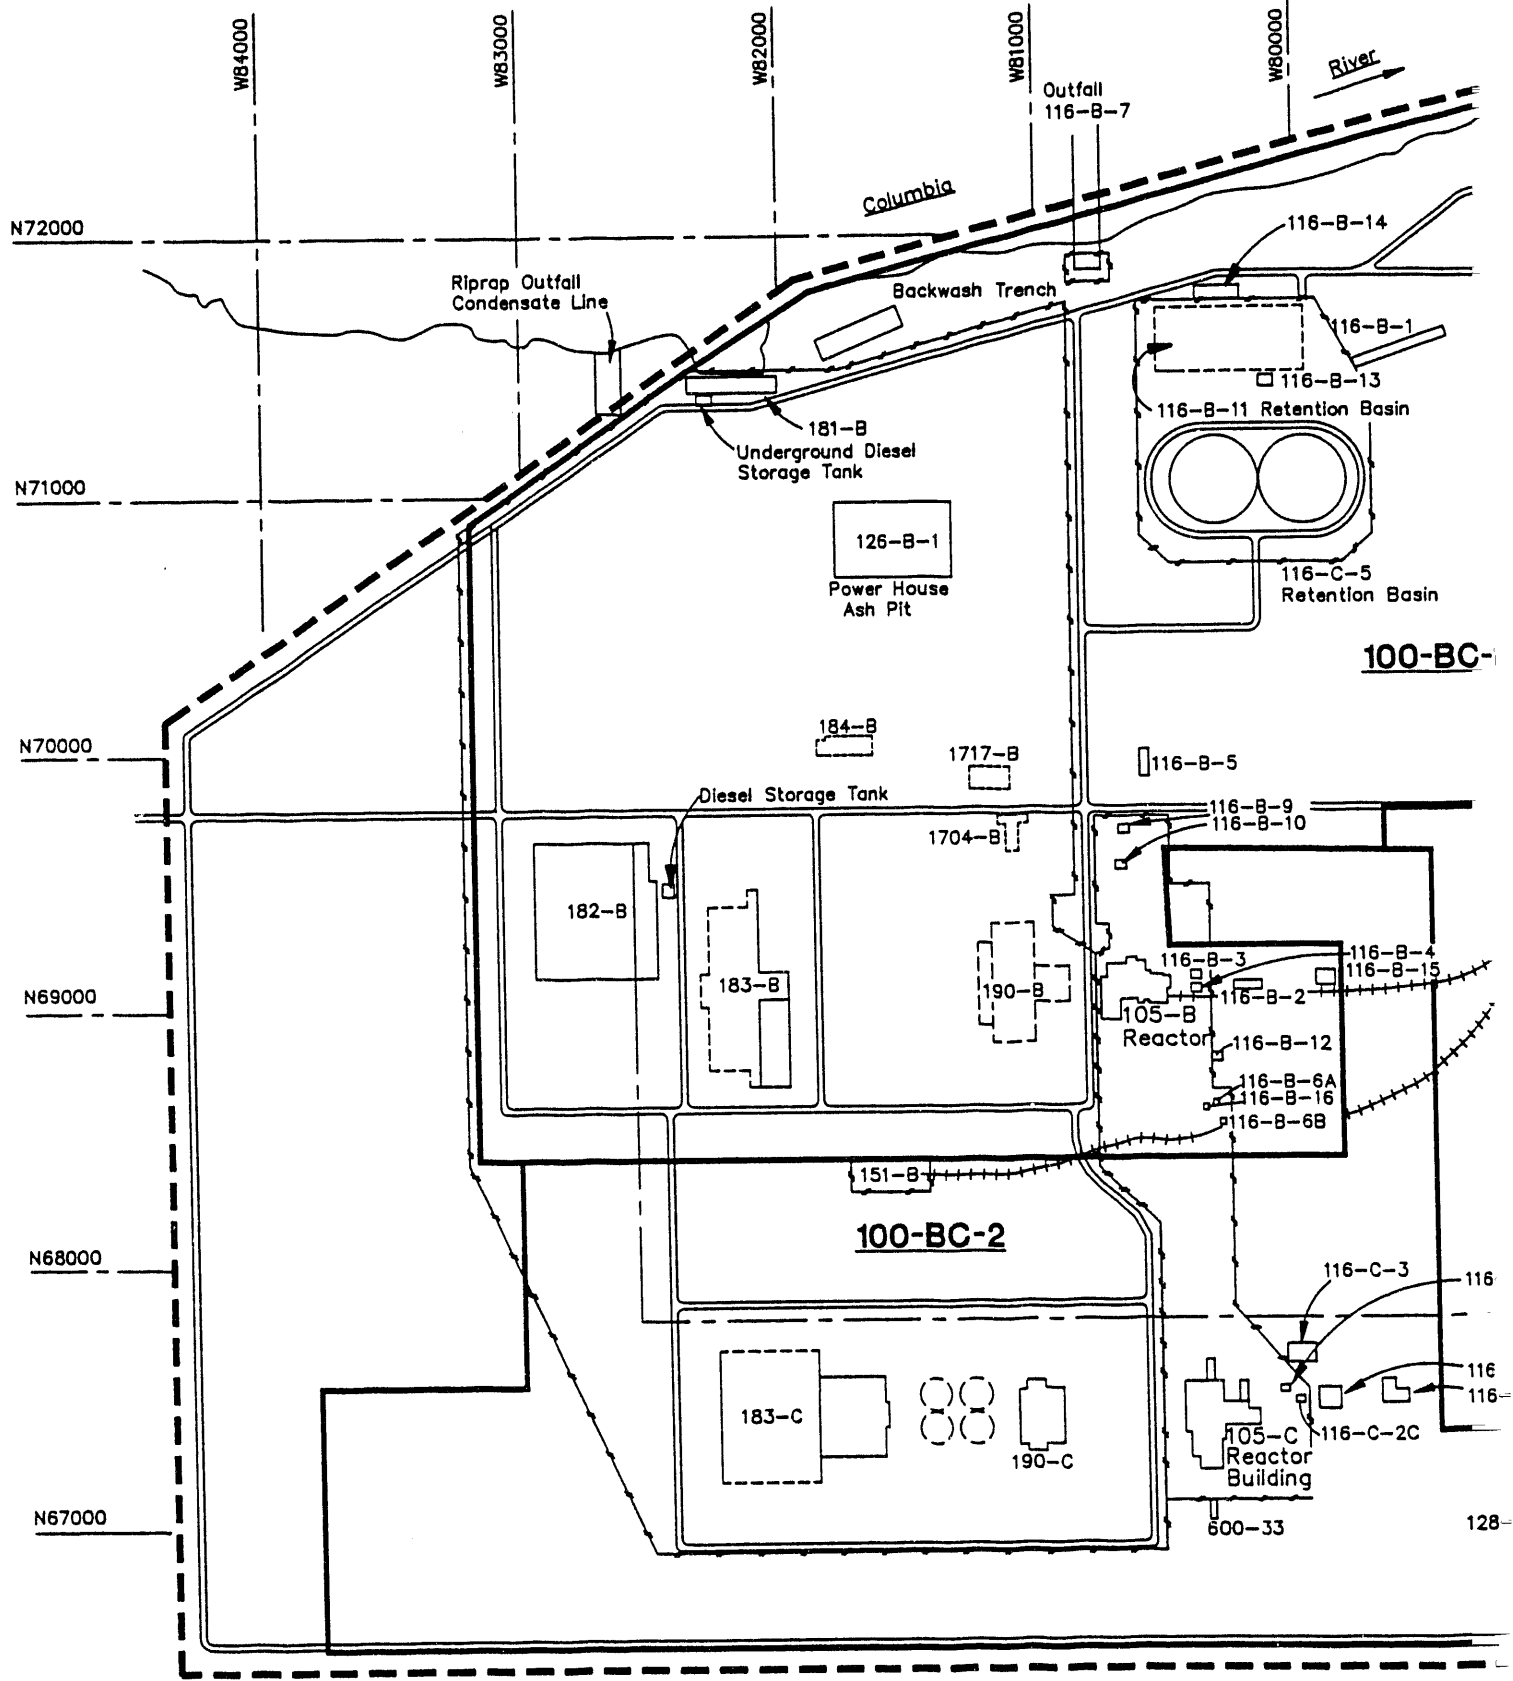 W84000
W83000
W82000
W81000
W80000
River
Outfall
116-B-7
Columbia
N72000
116-B-14
Riprap Outfall
Condensate Line
Backwash Trench
116-B-1
116-B-13
116-B-11 Retention Basin
181-B
Underground Diesel
Storage Tank
N71000
126-B-1
Power House
Ash Pit
116-C-5
Retention Basin
100-BC-
184-B
N70000
1717-B
116-B-5
Diesel Storage Tank
116-B-9
116-B-10
1704-B
182-B
116-B-3
116-B-4
116-B-15
183-B
190-B
116-B-2
N69000
105-B
Reactor
116-B-12
116-B-6A
116-B-16
116-B-6B
151-B
100-BC-2
N68000
116-C-3
116
116
116-
183-C
105-C
Reactor
Building
116-C-2C
190-C
N67000
600-33
128-